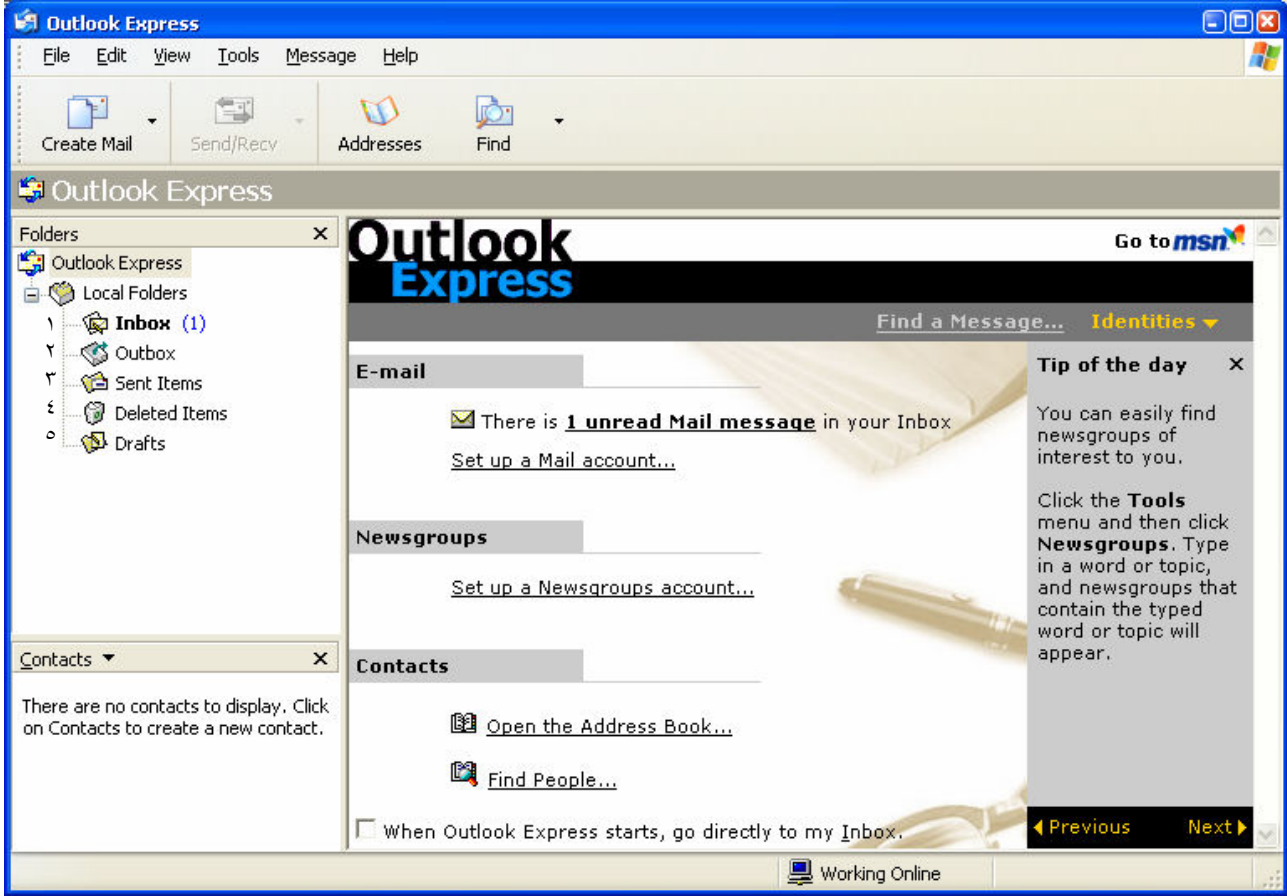 Outlook Express
File Edit View Tools Message Help
Create Mail Send/Recv Addresses Find
Outlook Express
Folders
Outlook Express
Local Folders
١ Inbox (1)
٢ Outbox
٣ Sent Items
٤ Deleted Items
٥ Drafts
Contacts
There are no contacts to display. Click
on Contacts to create a new contact.
Outlook
Express
Go to msn
Find a Message... Identities
E-mail
There is 1 unread Mail message in your Inbox
Set up a Mail account...
Newsgroups
Set up a Newsgroups account...
Contacts
Open the Address Book...
Find People...
When Outlook Express starts, go directly to my Inbox.
Tip of the day
You can easily find
newsgroups of
interest to you.
Click the Tools
menu and then click
Newsgroups. Type
in a word or topic,
and newsgroups that
contain the typed
word or topic will
appear.
Previous Next
Working Online